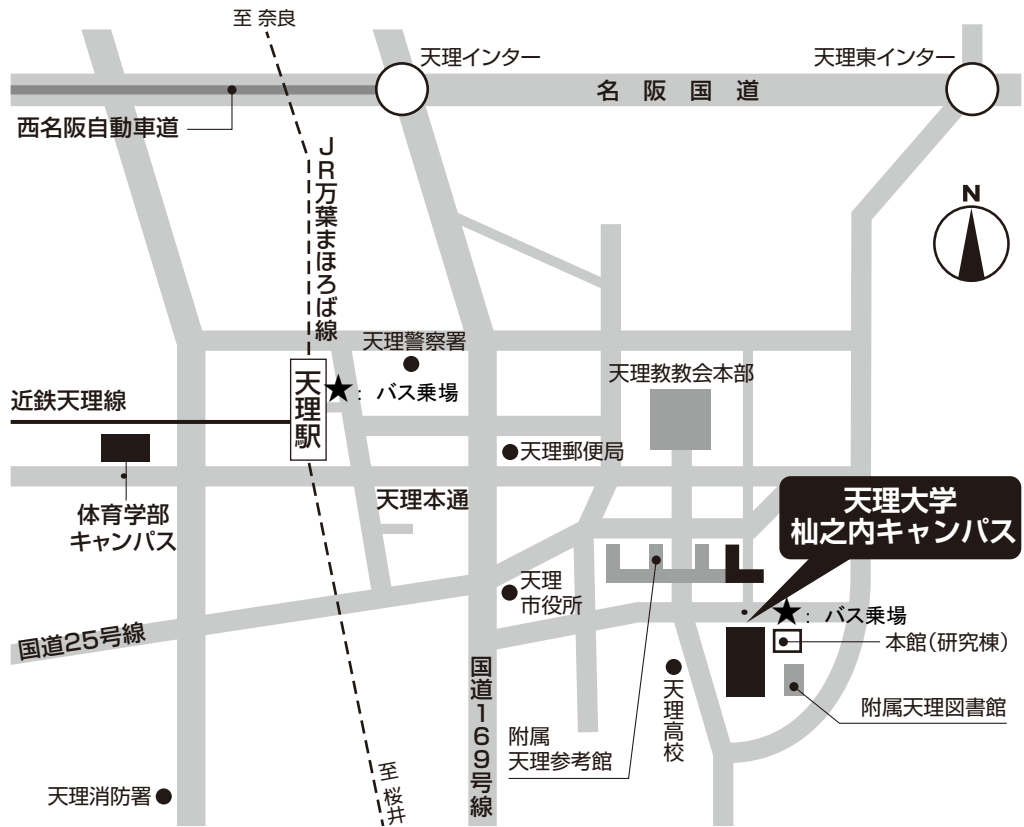 至 奈良
天理インター
天理東インター
名阪国道
西名阪自動車道
JR万葉まほろば線
N
天理警察署
天理駅
★: バス乗場
天理教教会本部
近鉄天理線
天理郵便局
体育学部
キャンパス
天理本通
天理大学
杣之内キャンパス
天理
市役所
★: バス乗場
国道25号線
本館(研究棟)
国道169号線
天理高校
附属天理図書館
附属
天理参考館
至 桜井
天理消防署